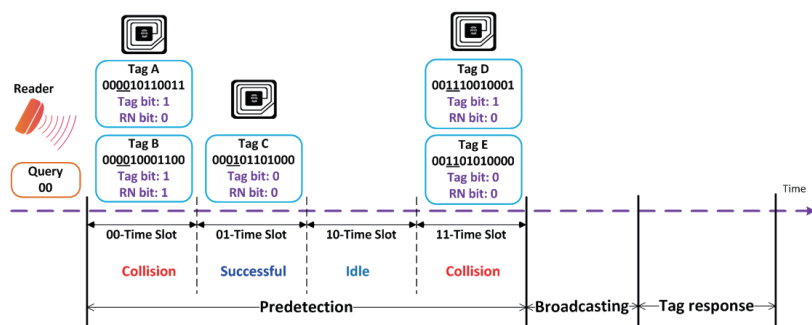 Reader
Query
00
Tag A
000010110011
Tag bit: 1
RN bit: 0
Tag B
000010001100
Tag bit: 1
RN bit: 1
Tag C
000101101000
Tag bit: 0
RN bit: 0
Tag D
001110010001
Tag bit: 1
RN bit: 0
Tag E
001101010000
Tag bit: 0
RN bit: 0
Time
00-Time Slot
01-Time Slot
10-Time Slot
11-Time Slot
Collision
Successful
Idle
Collision
Predetection
Broadcasting
Tag response